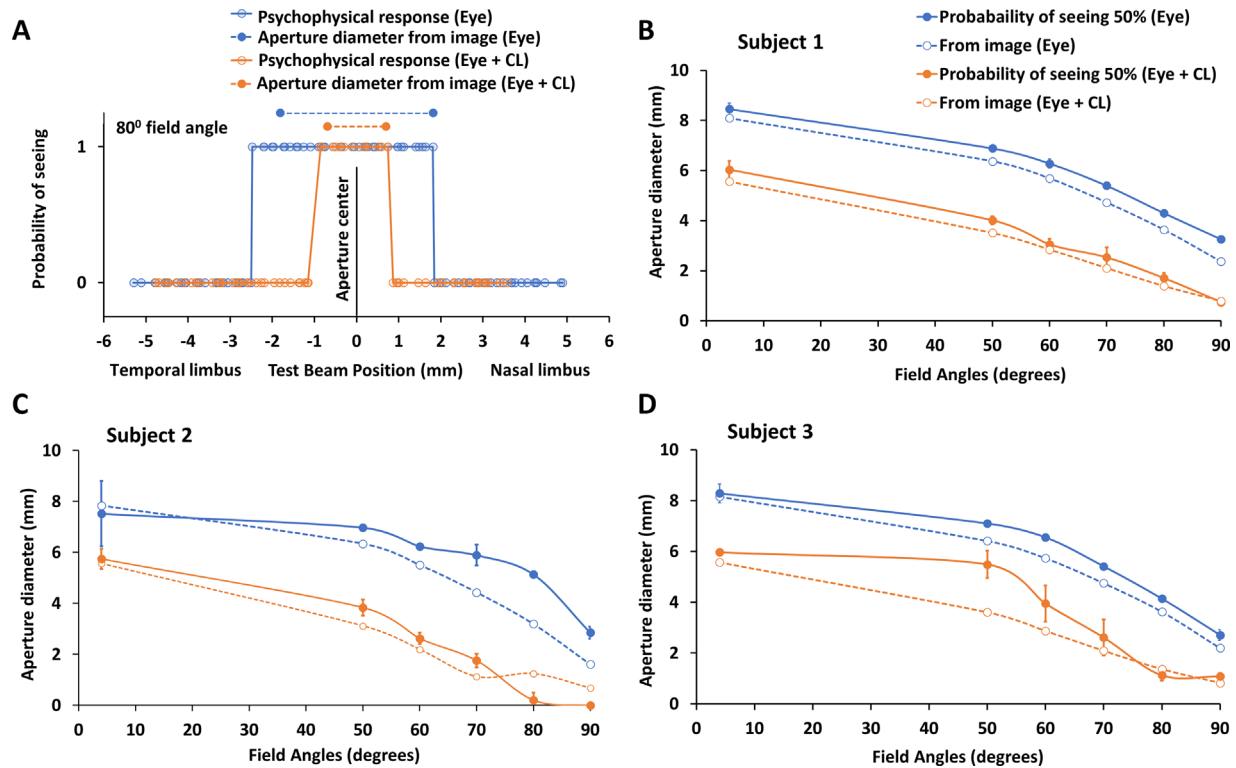 A
Psychophysical response (Eye)
Aperture diameter from image (Eye)
Psychophysical response (Eye + CL)
Aperture diameter from image (Eye + CL)
80⁰ field angle
Probability of seeing
1
0
Aperture center
-6 -5 -4 -3 -2 -1 0 1 2 3 4 5 6
Temporal limbus Test Beam Position (mm) Nasal limbus
B
Subject 1
Probabaility of seeing 50% (Eye)
From image (Eye)
Probabaility of seeing 50% (Eye + CL)
From image (Eye + CL)
Aperture diameter (mm)
10
8
6
4
2
0
0 10 20 30 40 50 60 70 80 90
Field Angles (degrees)
C
Subject 2
Aperture diameter (mm)
10
8
6
4
2
0
0 10 20 30 40 50 60 70 80 90
Field Angles (degrees)
D
Subject 3
Aperture diameter (mm)
10
8
6
4
2
0
0 10 20 30 40 50 60 70 80 90
Field Angles (degrees)